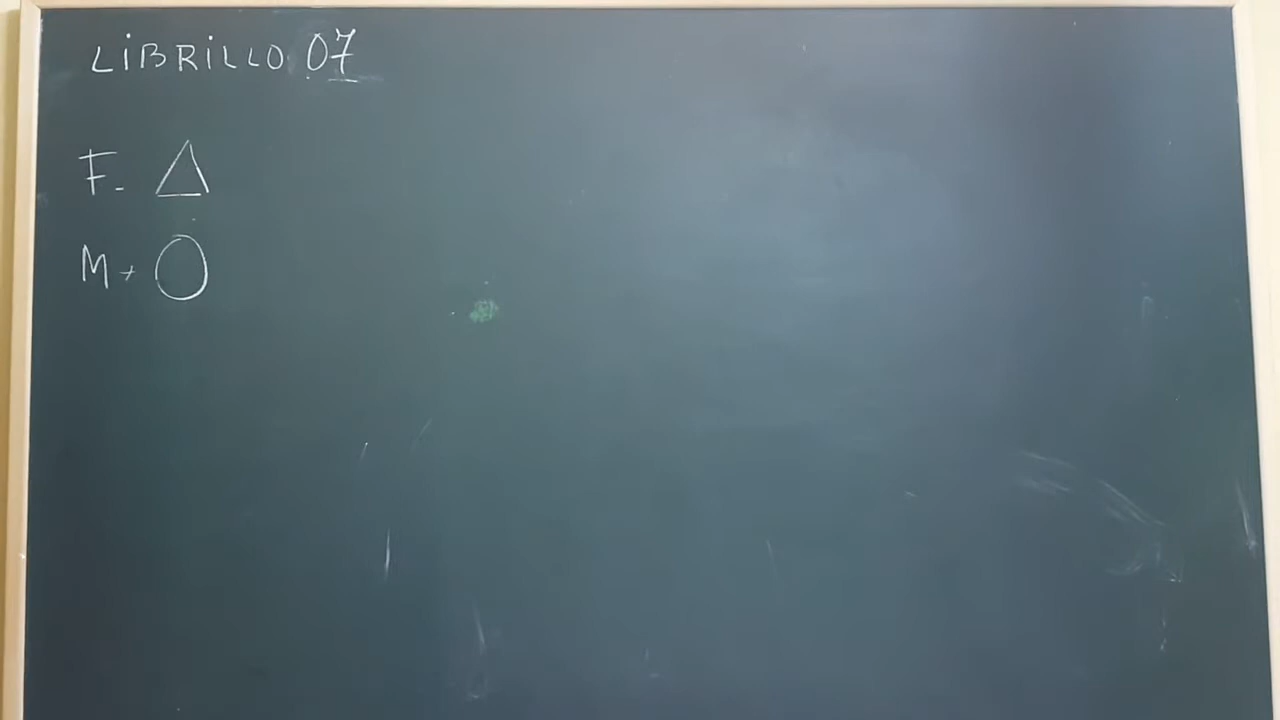 LiBRiLLO 07
F- △
M+ ◯